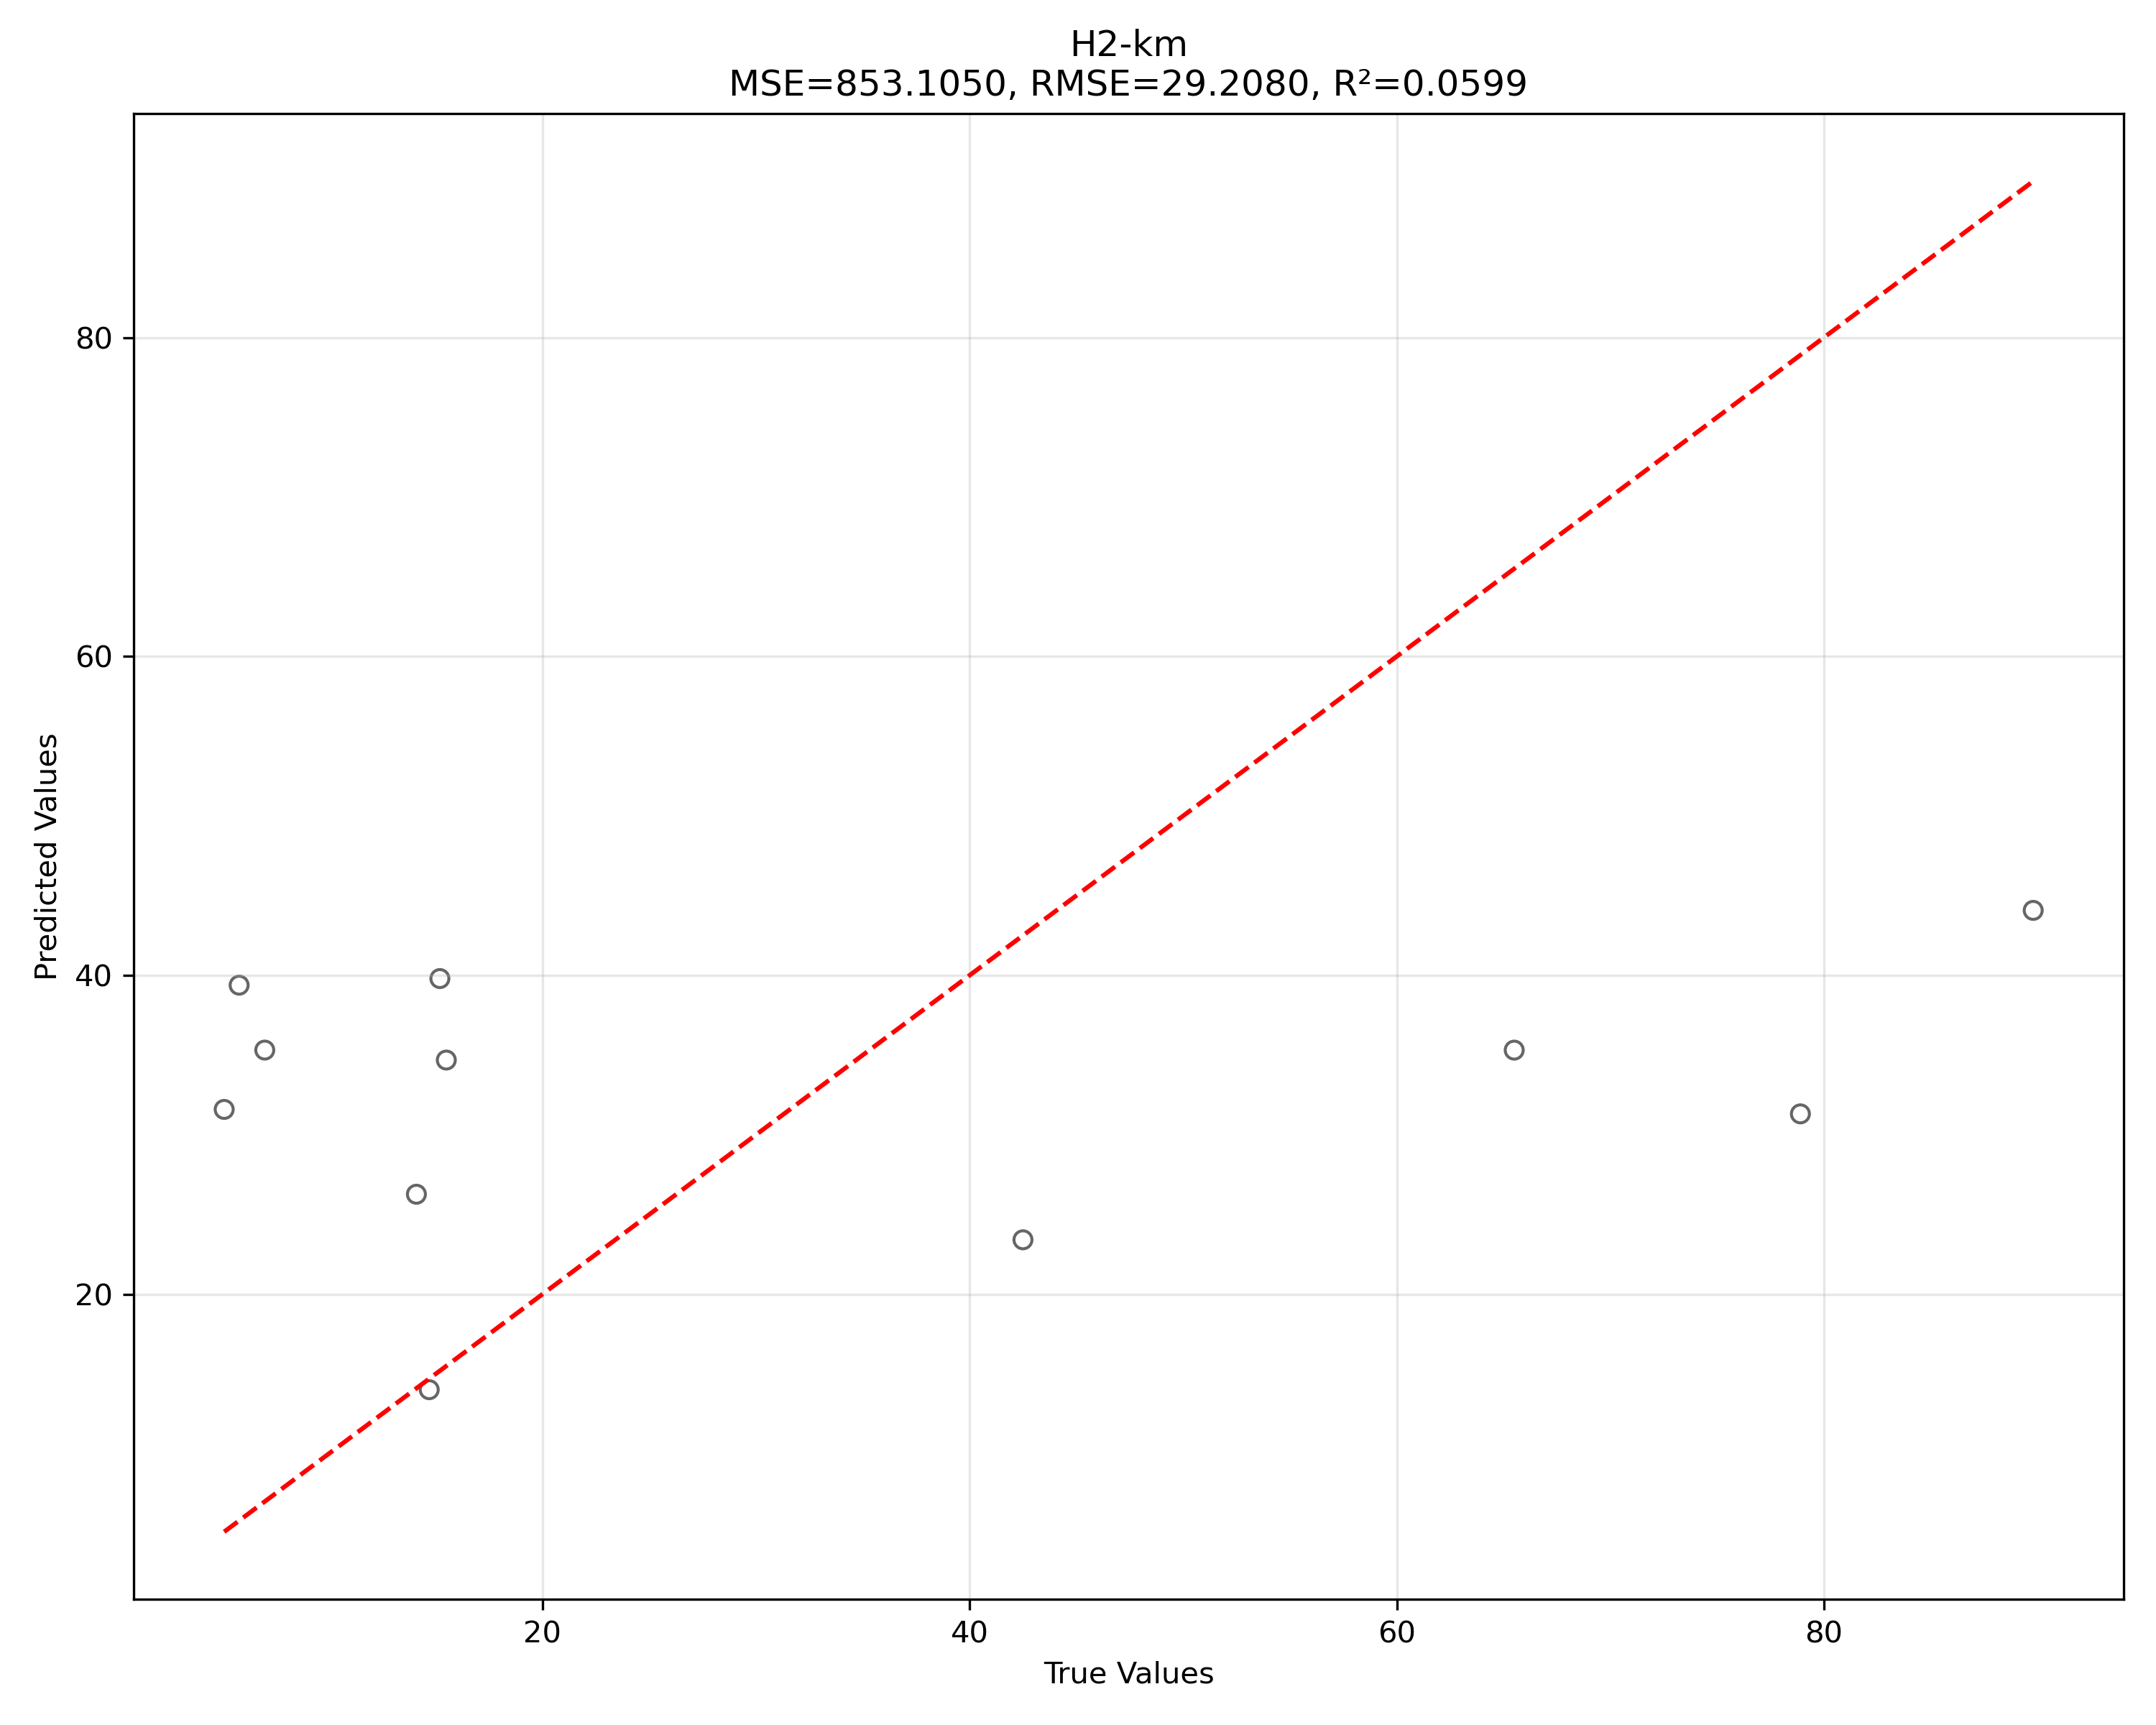 H2-km
MSE=853.1050, RMSE=29.2080, R²=0.0599
Predicted Values
80
60
40
20
20 40 60 80
True Values